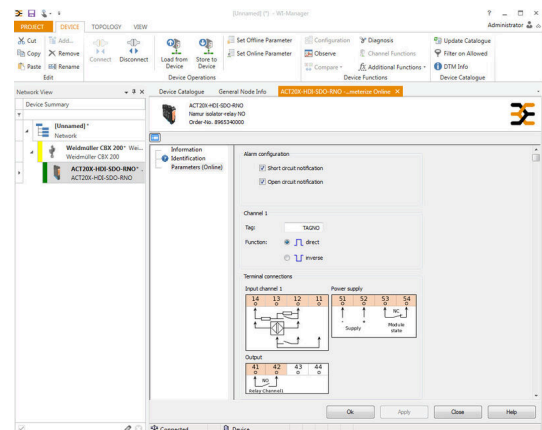 [Unnamed] (*) - WI-Manager
PROJECT DEVICE TOPOLOGY VIEW Administrator
Cut Add... Set Offline Parameter Configuration Diagnosis Update Catalogue
Copy Remove Connect Disconnect Load from Device Store to Device Set Online Parameter Observe Channel Functions Filter on Allowed
Paste Rename Compare Additional Functions DTM Info
Edit Device Operations Device Functions Device Catalogue
Network View Device Catalogue General Node Info ACT20X-HDI-SDO-RNO -...meterize Online
Device Summary
ACT20X-HDI-SDO-RNO
Namur isolator-relay NO
Order-No. 8965340000
[Unnamed]*
Network
Weidmüller CBX 200* Wei...
Weidmüller CBX 200
ACT20X-HDI-SDO-RNO* .
ACT20X-HDI-SDO-RNO
Information
Identification
Parameters (Online)
Alarm configuration
Short circuit notification
Open circuit notification
Channel 1
Tag: TAGNO
Function: direct
inverse
Terminal connections
Input channel 1 Power supply
14 13 12 11 51 52 53 54
NC
- +
Supply Module state
Output
41 42 43 44
NO
Relay Channel1
Ok Apply Close Help
Connected Device